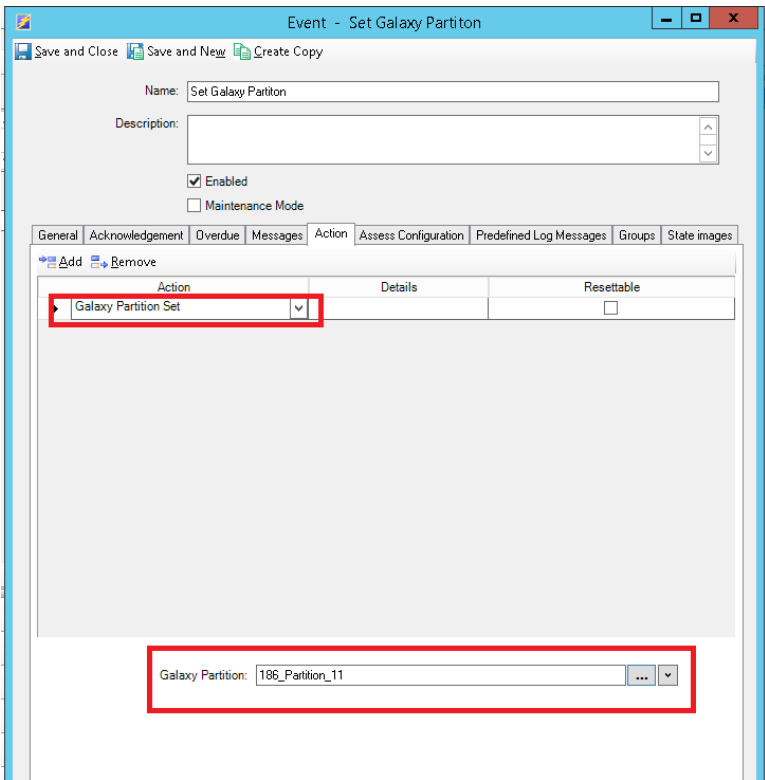 Event - Set Galaxy Partiton
Save and Close Save and New Create Copy
Name: Set Galaxy Partiton
Description:
Enabled
Maintenance Mode
General Acknowledgement Overdue Messages Action Assess Configuration Predefined Log Messages Groups State images
Add Remove
Action Details Resettable
Galaxy Partition Set
Galaxy Partition: 186_Partition_11 ...